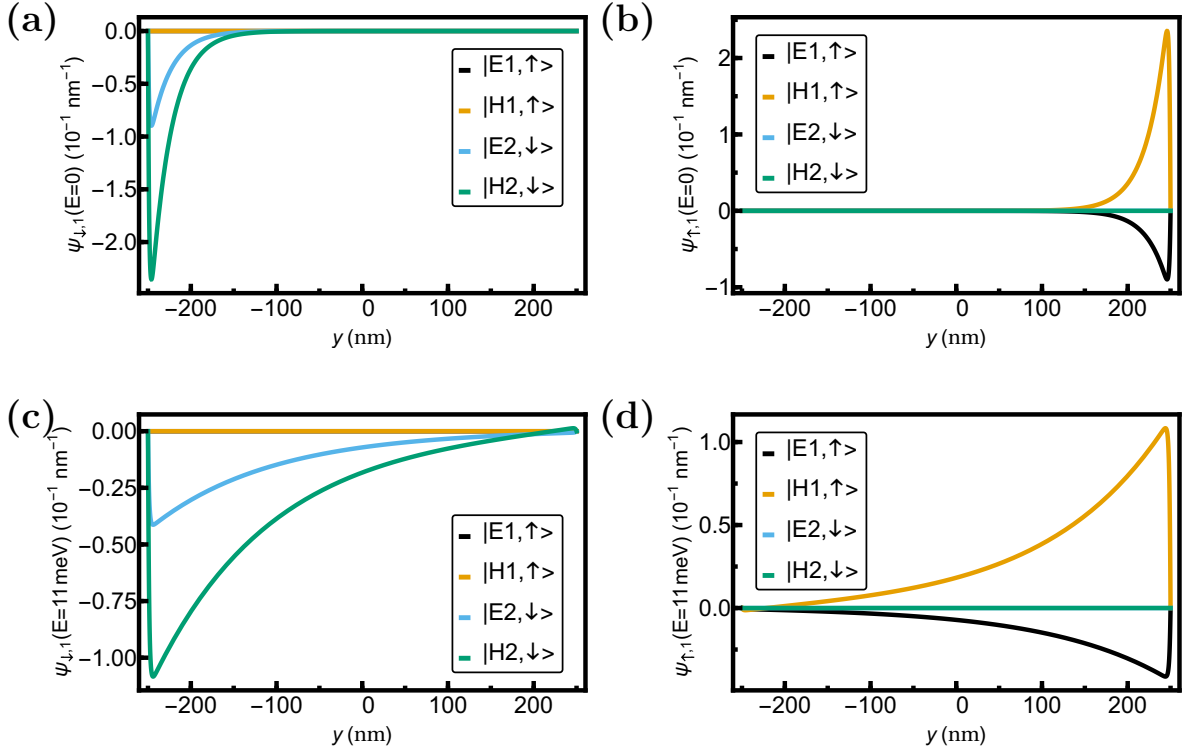 (a)
0.0
−0.5
−1.0
−1.5
−2.0
ψ↓,1(E=0) (10⁻¹ nm⁻¹)
|E1,↑>
|H1,↑>
|E2,↓>
|H2,↓>
−200 −100 0 100 200
y (nm)
(b)
2
1
0
−1
ψ↑,1(E=0) (10⁻¹ nm⁻¹)
|E1,↑>
|H1,↑>
|E2,↓>
|H2,↓>
−200 −100 0 100 200
y (nm)
(c)
0.00
−0.25
−0.50
−0.75
−1.00
ψ↓,1(E=11 meV) (10⁻¹ nm⁻¹)
|E1,↑>
|H1,↑>
|E2,↓>
|H2,↓>
−200 −100 0 100 200
y (nm)
(d)
1.0
0.5
0.0
ψ↑,1(E=11 meV) (10⁻¹ nm⁻¹)
|E1,↑>
|H1,↑>
|E2,↓>
|H2,↓>
−200 −100 0 100 200
y (nm)